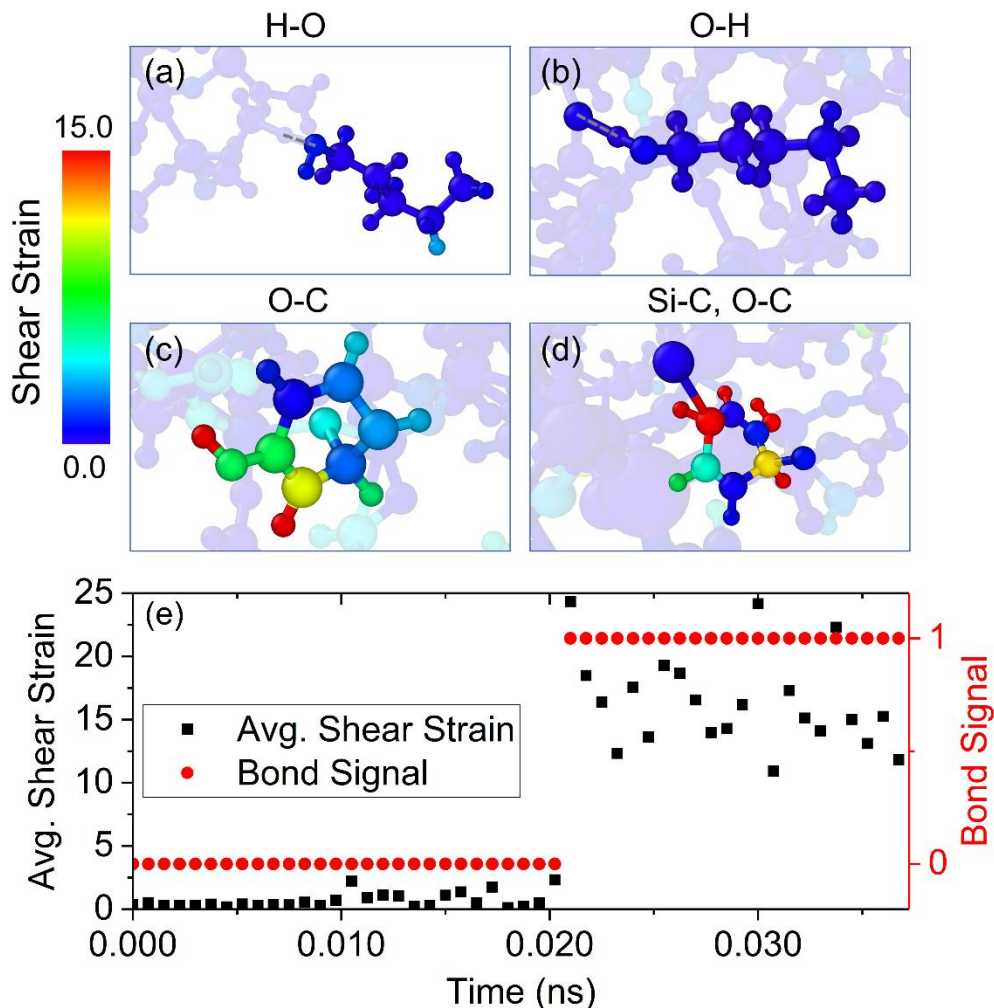 H-O
O-H
(a)
(b)
15.0
Shear Strain
0.0
O-C
Si-C, O-C
(c)
(d)
(e)
25
20
15
10
5
0
Avg. Shear Strain
Avg. Shear Strain
Bond Signal
1
0
Bond Signal
0.000
0.010
0.020
0.030
Time (ns)